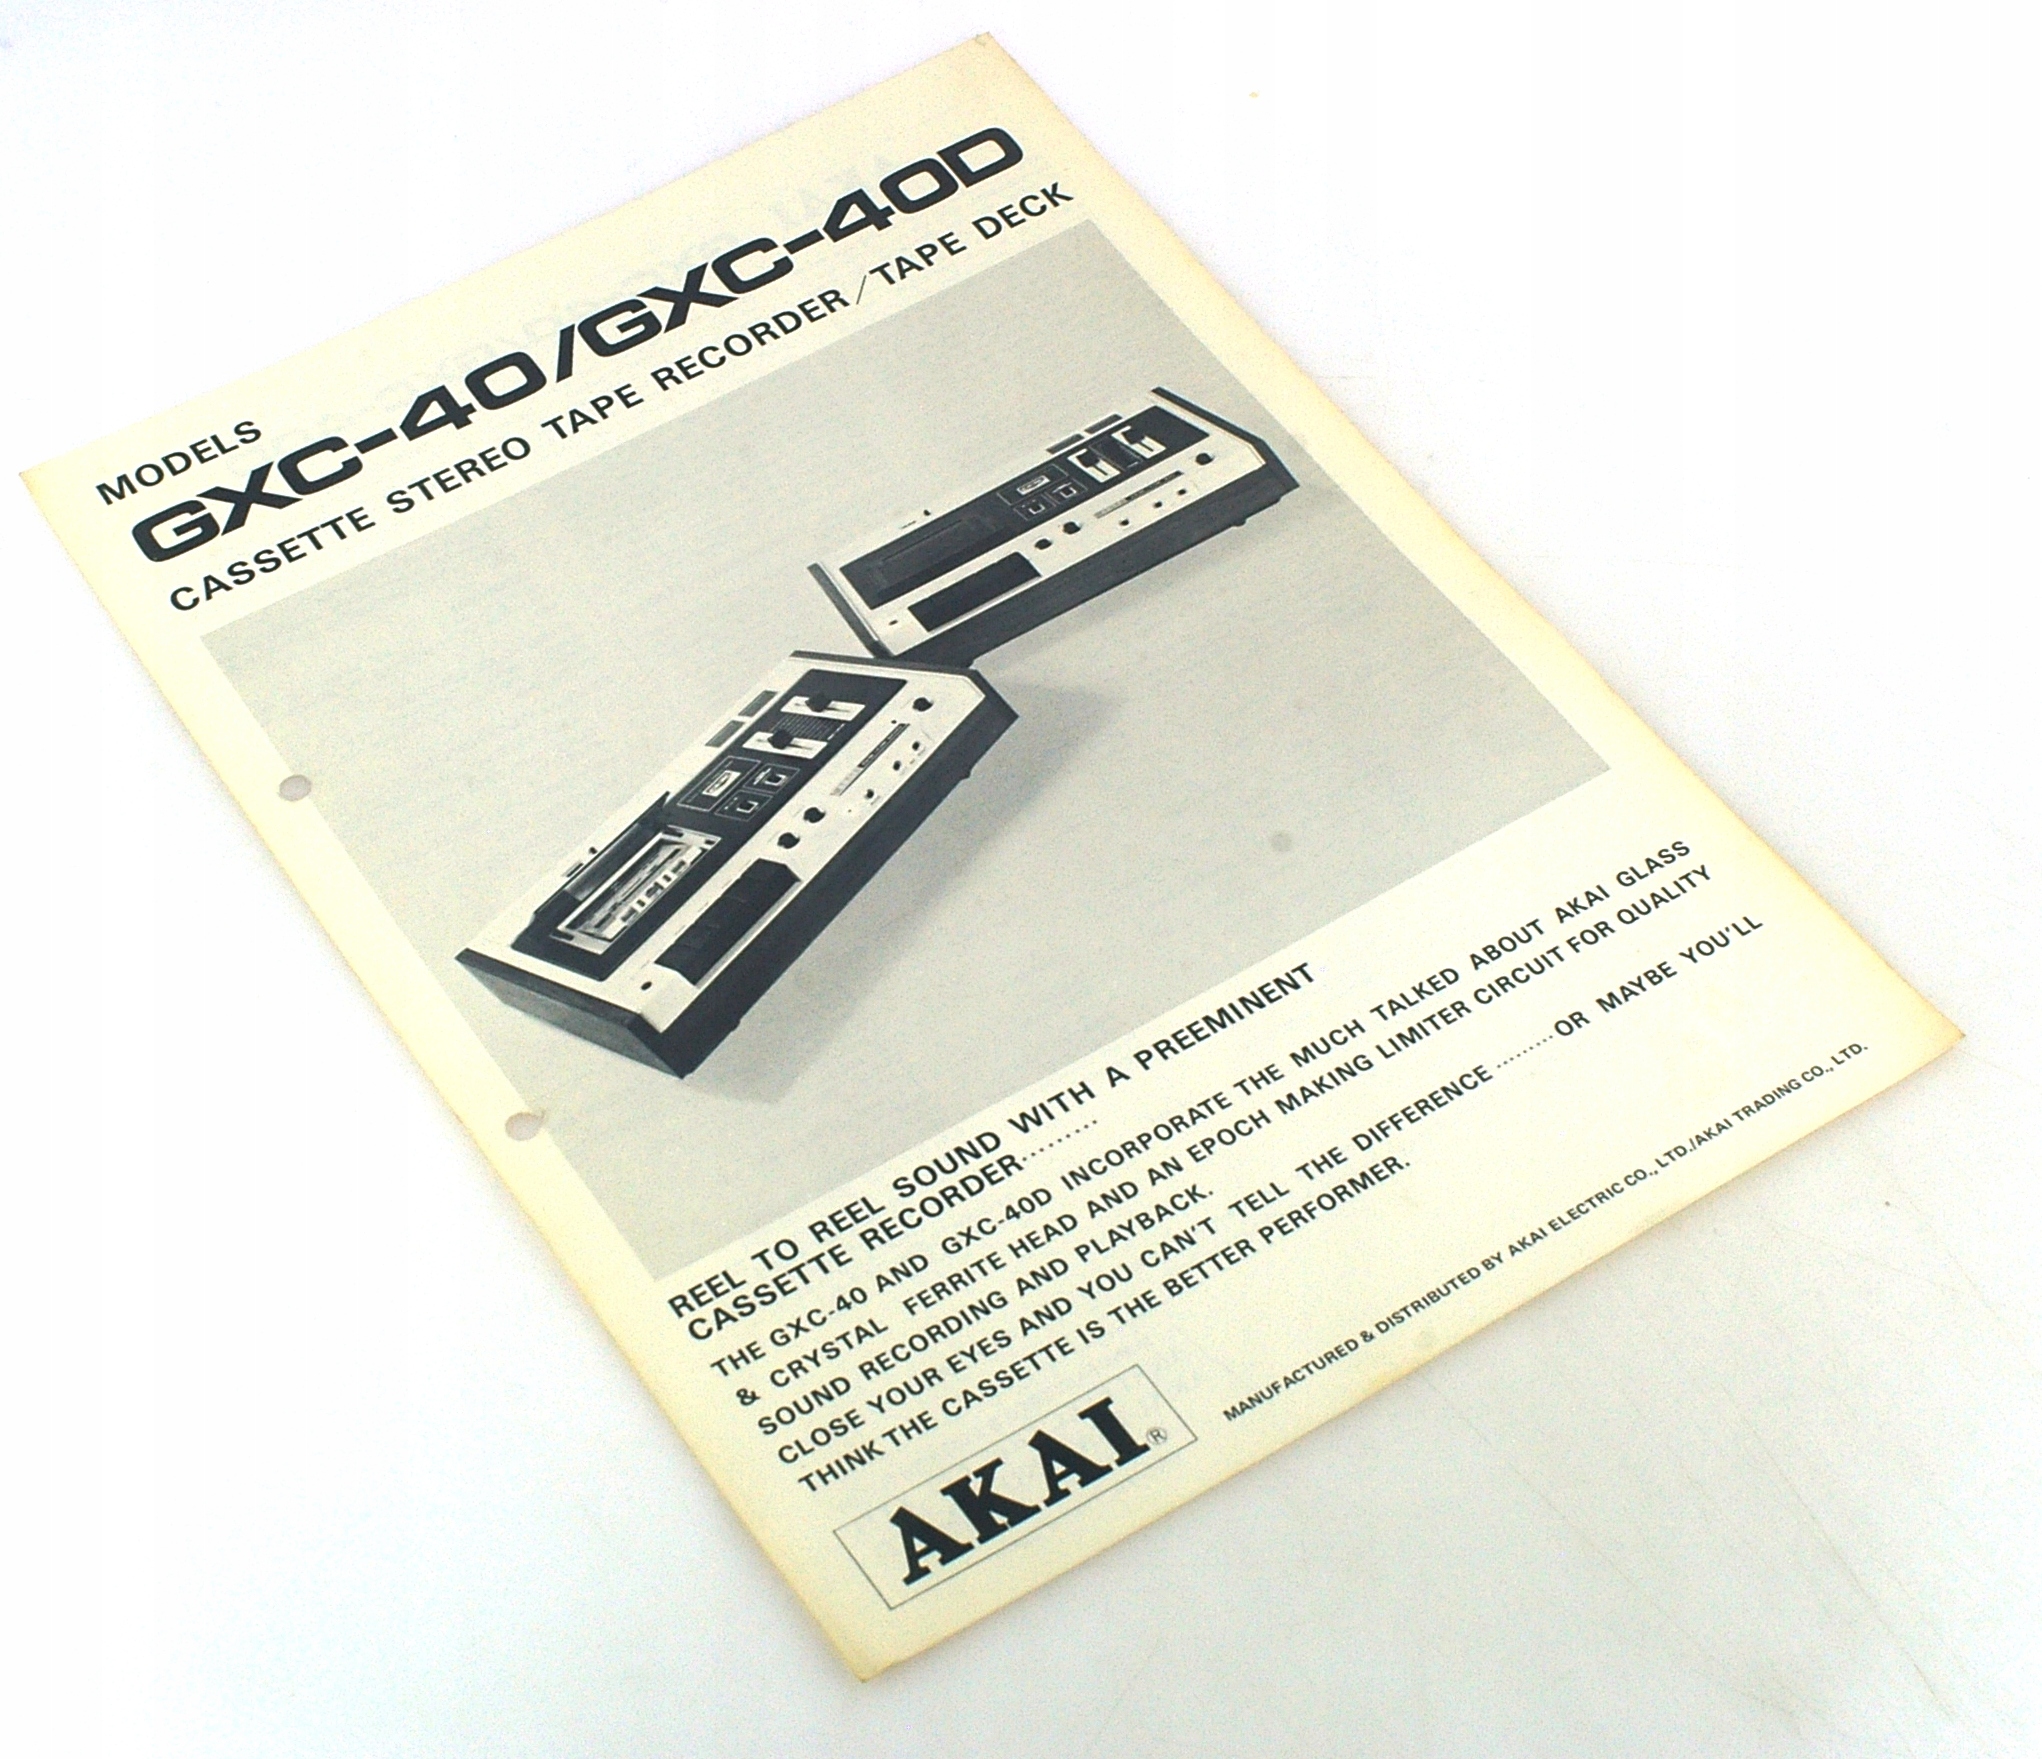 MODELS
GXC-40/GXC-40D
CASSETTE STEREO TAPE RECORDER/TAPE DECK
REEL TO REEL SOUND WITH A PREEMINENT
CASSETTE RECORDER·········
THE GXC-40 AND GXC-40D INCORPORATE THE MUCH TALKED ABOUT AKAI GLASS
& CRYSTAL FERRITE HEAD AND AN EPOCH MAKING LIMITER CIRCUIT FOR QUALITY
SOUND RECORDING AND PLAYBACK.
CLOSE YOUR EYES AND YOU CAN'T TELL THE DIFFERENCE ·········OR MAYBE YOU'LL
THINK THE CASSETTE IS THE BETTER PERFORMER.
AKAI®
MANUFACTURED & DISTRIBUTED BY AKAI ELECTRIC CO., LTD./AKAI TRADING CO., LTD.